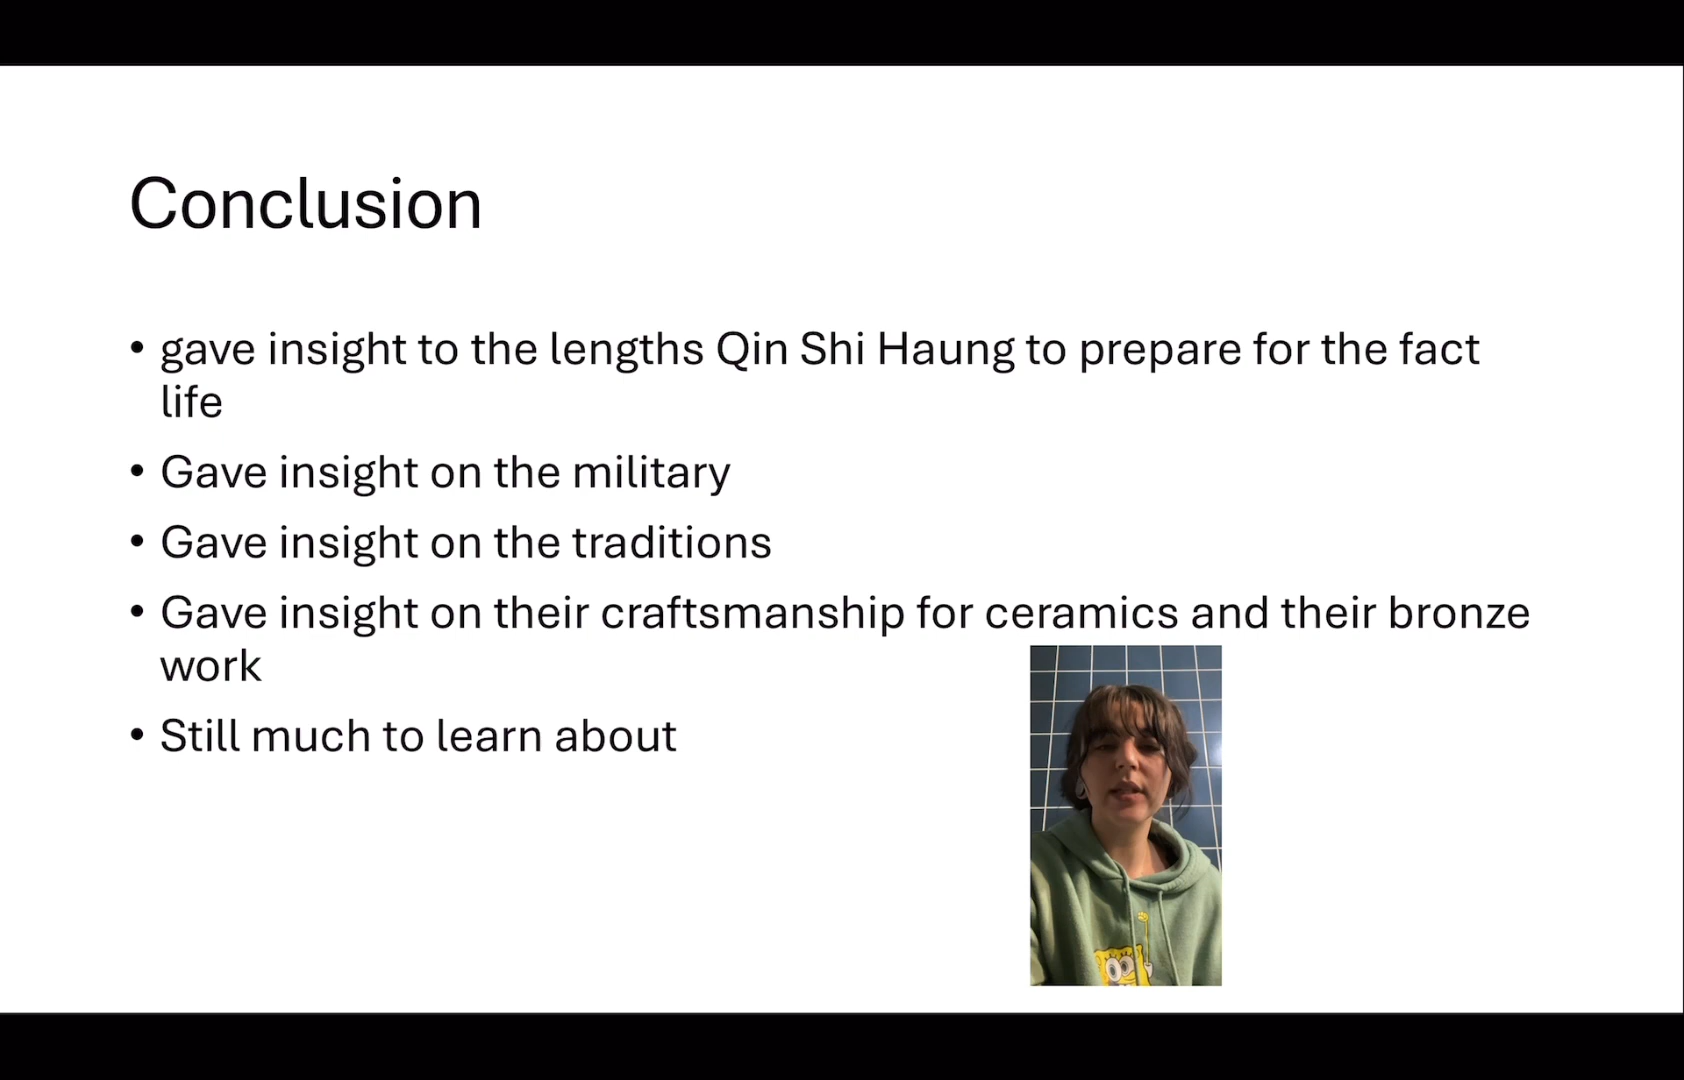 Conclusion
• gave insight to the lengths Qin Shi Haung to prepare for the fact
life
• Gave insight on the military
• Gave insight on the traditions
• Gave insight on their craftsmanship for ceramics and their bronze
work
• Still much to learn about